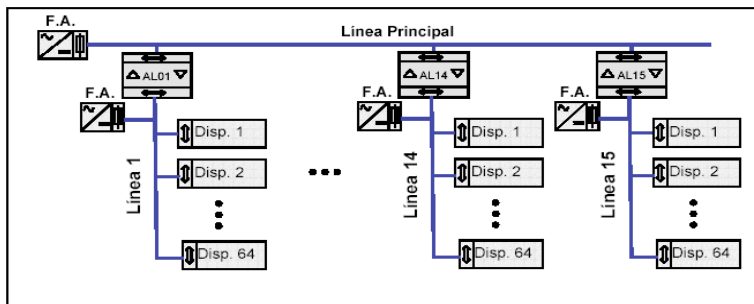 F.A.
Línea Principal
AL01
AL14
AL15
F.A.
F.A.
F.A.
Línea 1
Disp. 1
Disp. 2
Disp. 64
Línea 14
Disp. 1
Disp. 2
Disp. 64
Línea 15
Disp. 1
Disp. 2
Disp. 64